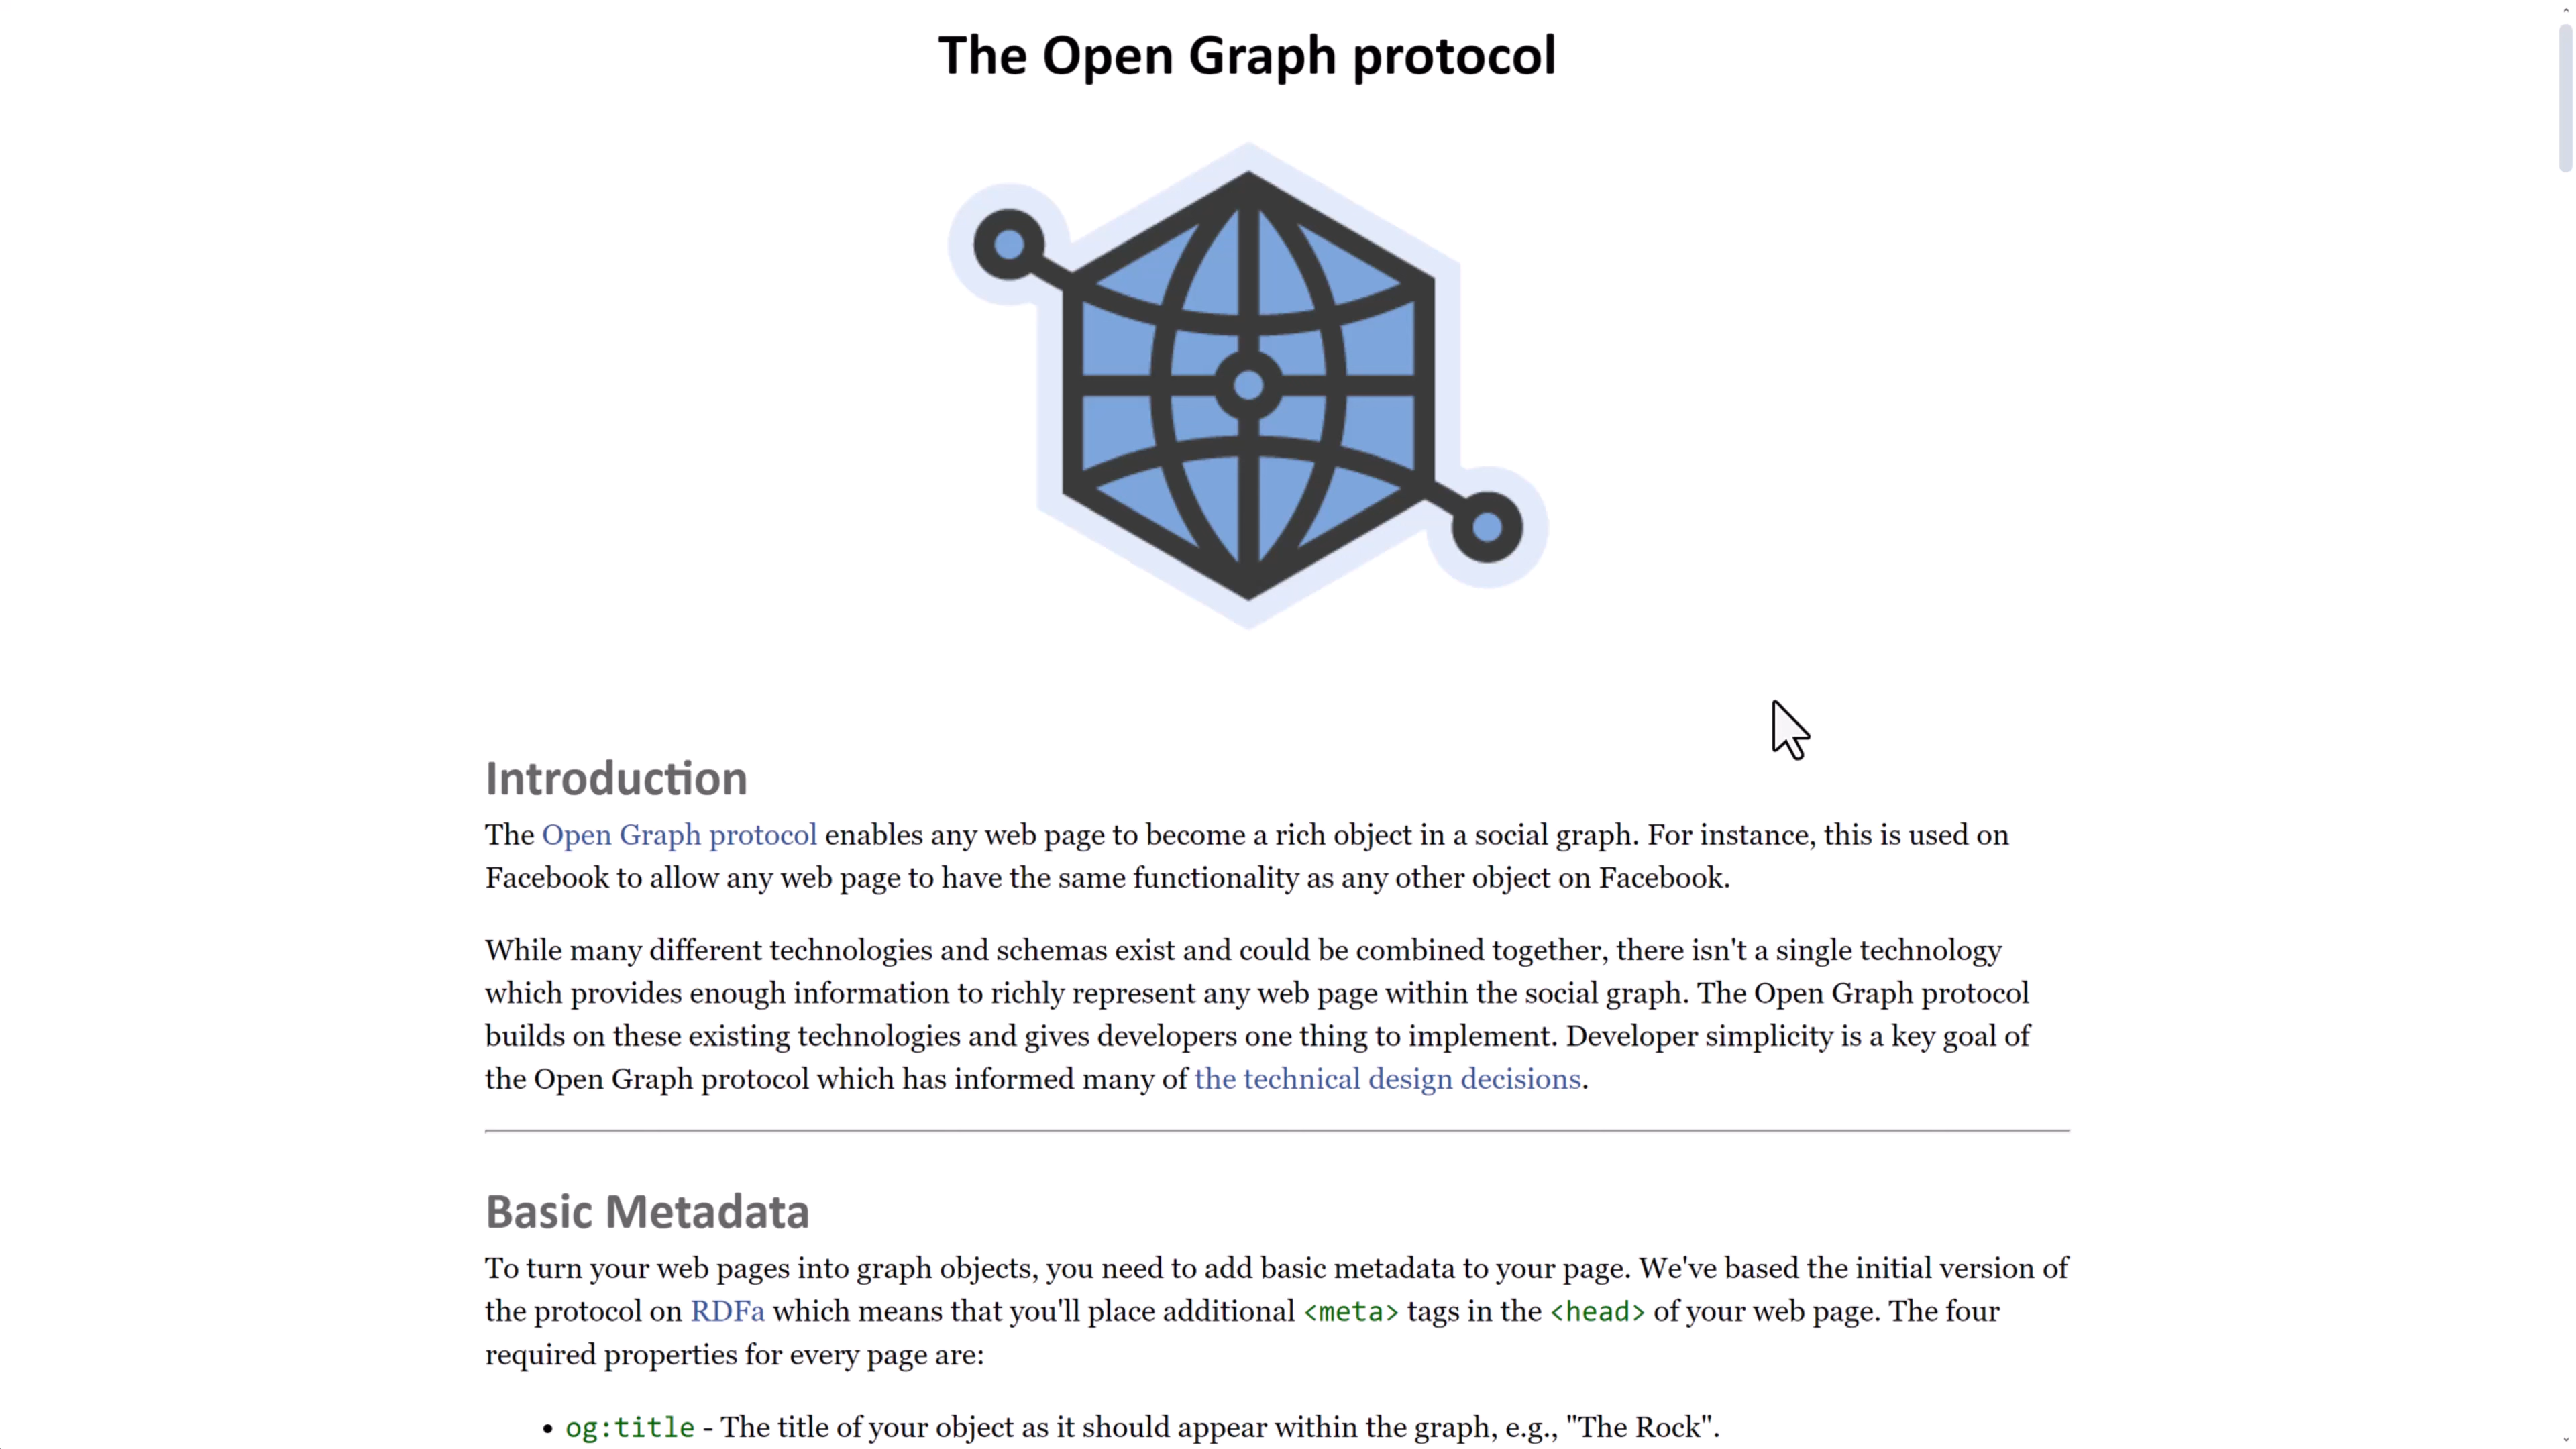 The Open Graph protocol
Introduction
The Open Graph protocol enables any web page to become a rich object in a social graph. For instance, this is used on
Facebook to allow any web page to have the same functionality as any other object on Facebook.
While many different technologies and schemas exist and could be combined together, there isn't a single technology
which provides enough information to richly represent any web page within the social graph. The Open Graph protocol
builds on these existing technologies and gives developers one thing to implement. Developer simplicity is a key goal of
the Open Graph protocol which has informed many of the technical design decisions.
Basic Metadata
To turn your web pages into graph objects, you need to add basic metadata to your page. We've based the initial version of
the protocol on RDFa which means that you'll place additional <meta> tags in the <head> of your web page. The four
required properties for every page are:
• og:title - The title of your object as it should appear within the graph, e.g., "The Rock".